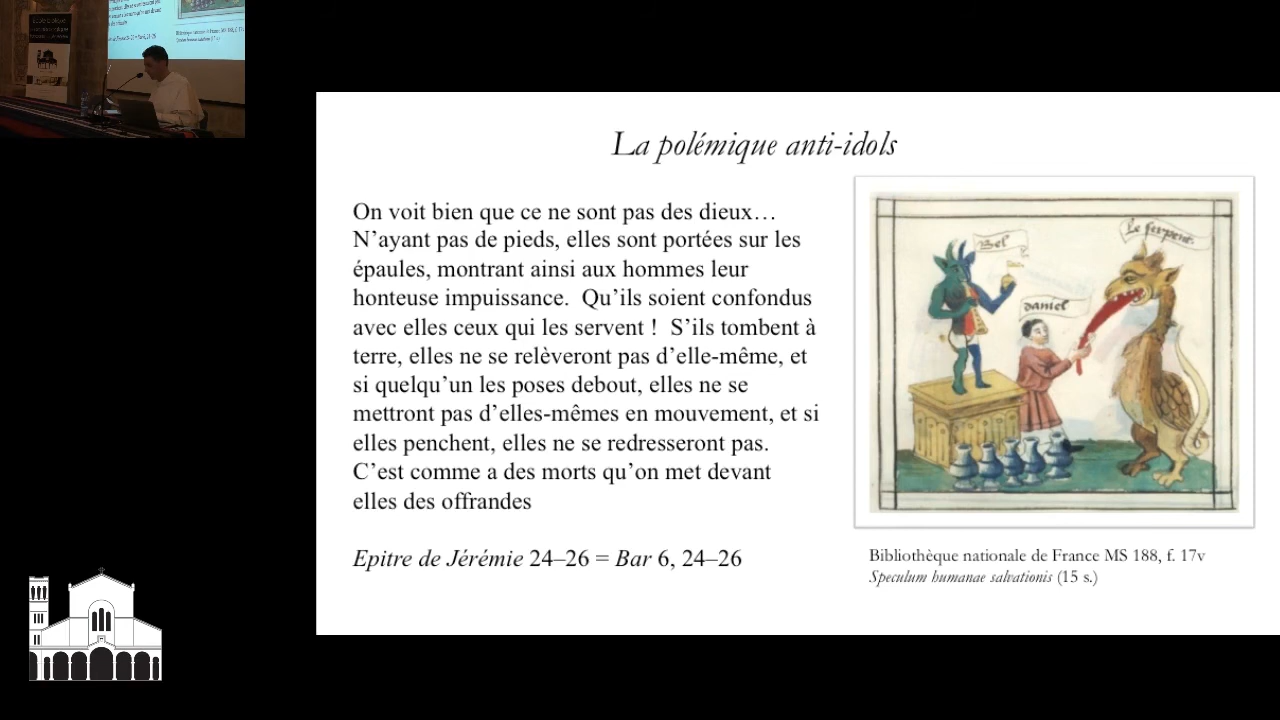 La polémique anti-idols
On voit bien que ce ne sont pas des dieux…
N’ayant pas de pieds, elles sont portées sur les
épaules, montrant ainsi aux hommes leur
honteuse impuissance.  Qu’ils soient confondus
avec elles ceux qui les servent !  S’ils tombent à
terre, elles ne se relèveront pas d’elle-même, et
si quelqu’un les poses debout, elles ne se
mettront pas d’elles-mêmes en mouvement, et si
elles penchent, elles ne se redresseront pas.
C’est comme a des morts qu’on met devant
elles des offrandes
Epitre de Jérémie 24–26 = Bar 6, 24–26
Le serpent
daniel
Bibliothèque nationale de France MS 188, f. 17v
Speculum humanae salvationis (15 s.)